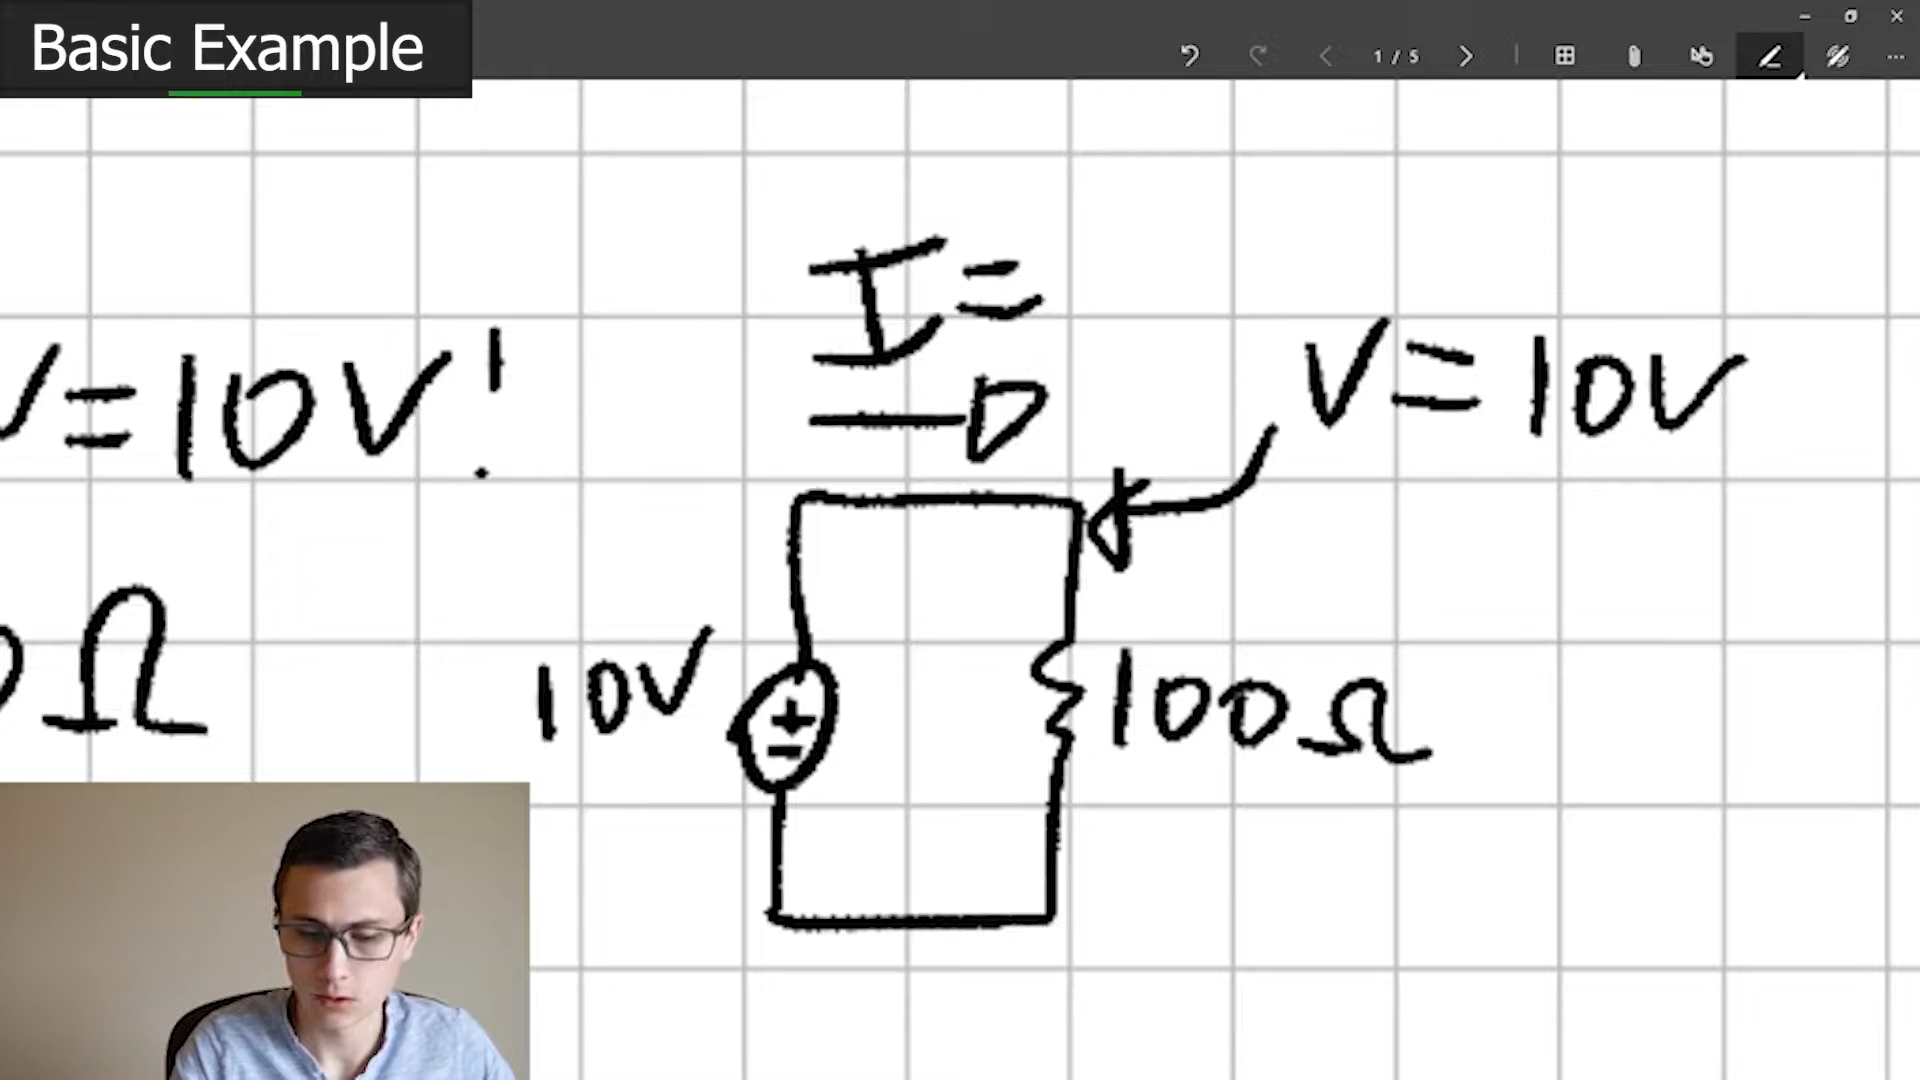 Basic Example
1 / 5
I=
V=10V!
V=10V
Ω
10V
+
-
100Ω